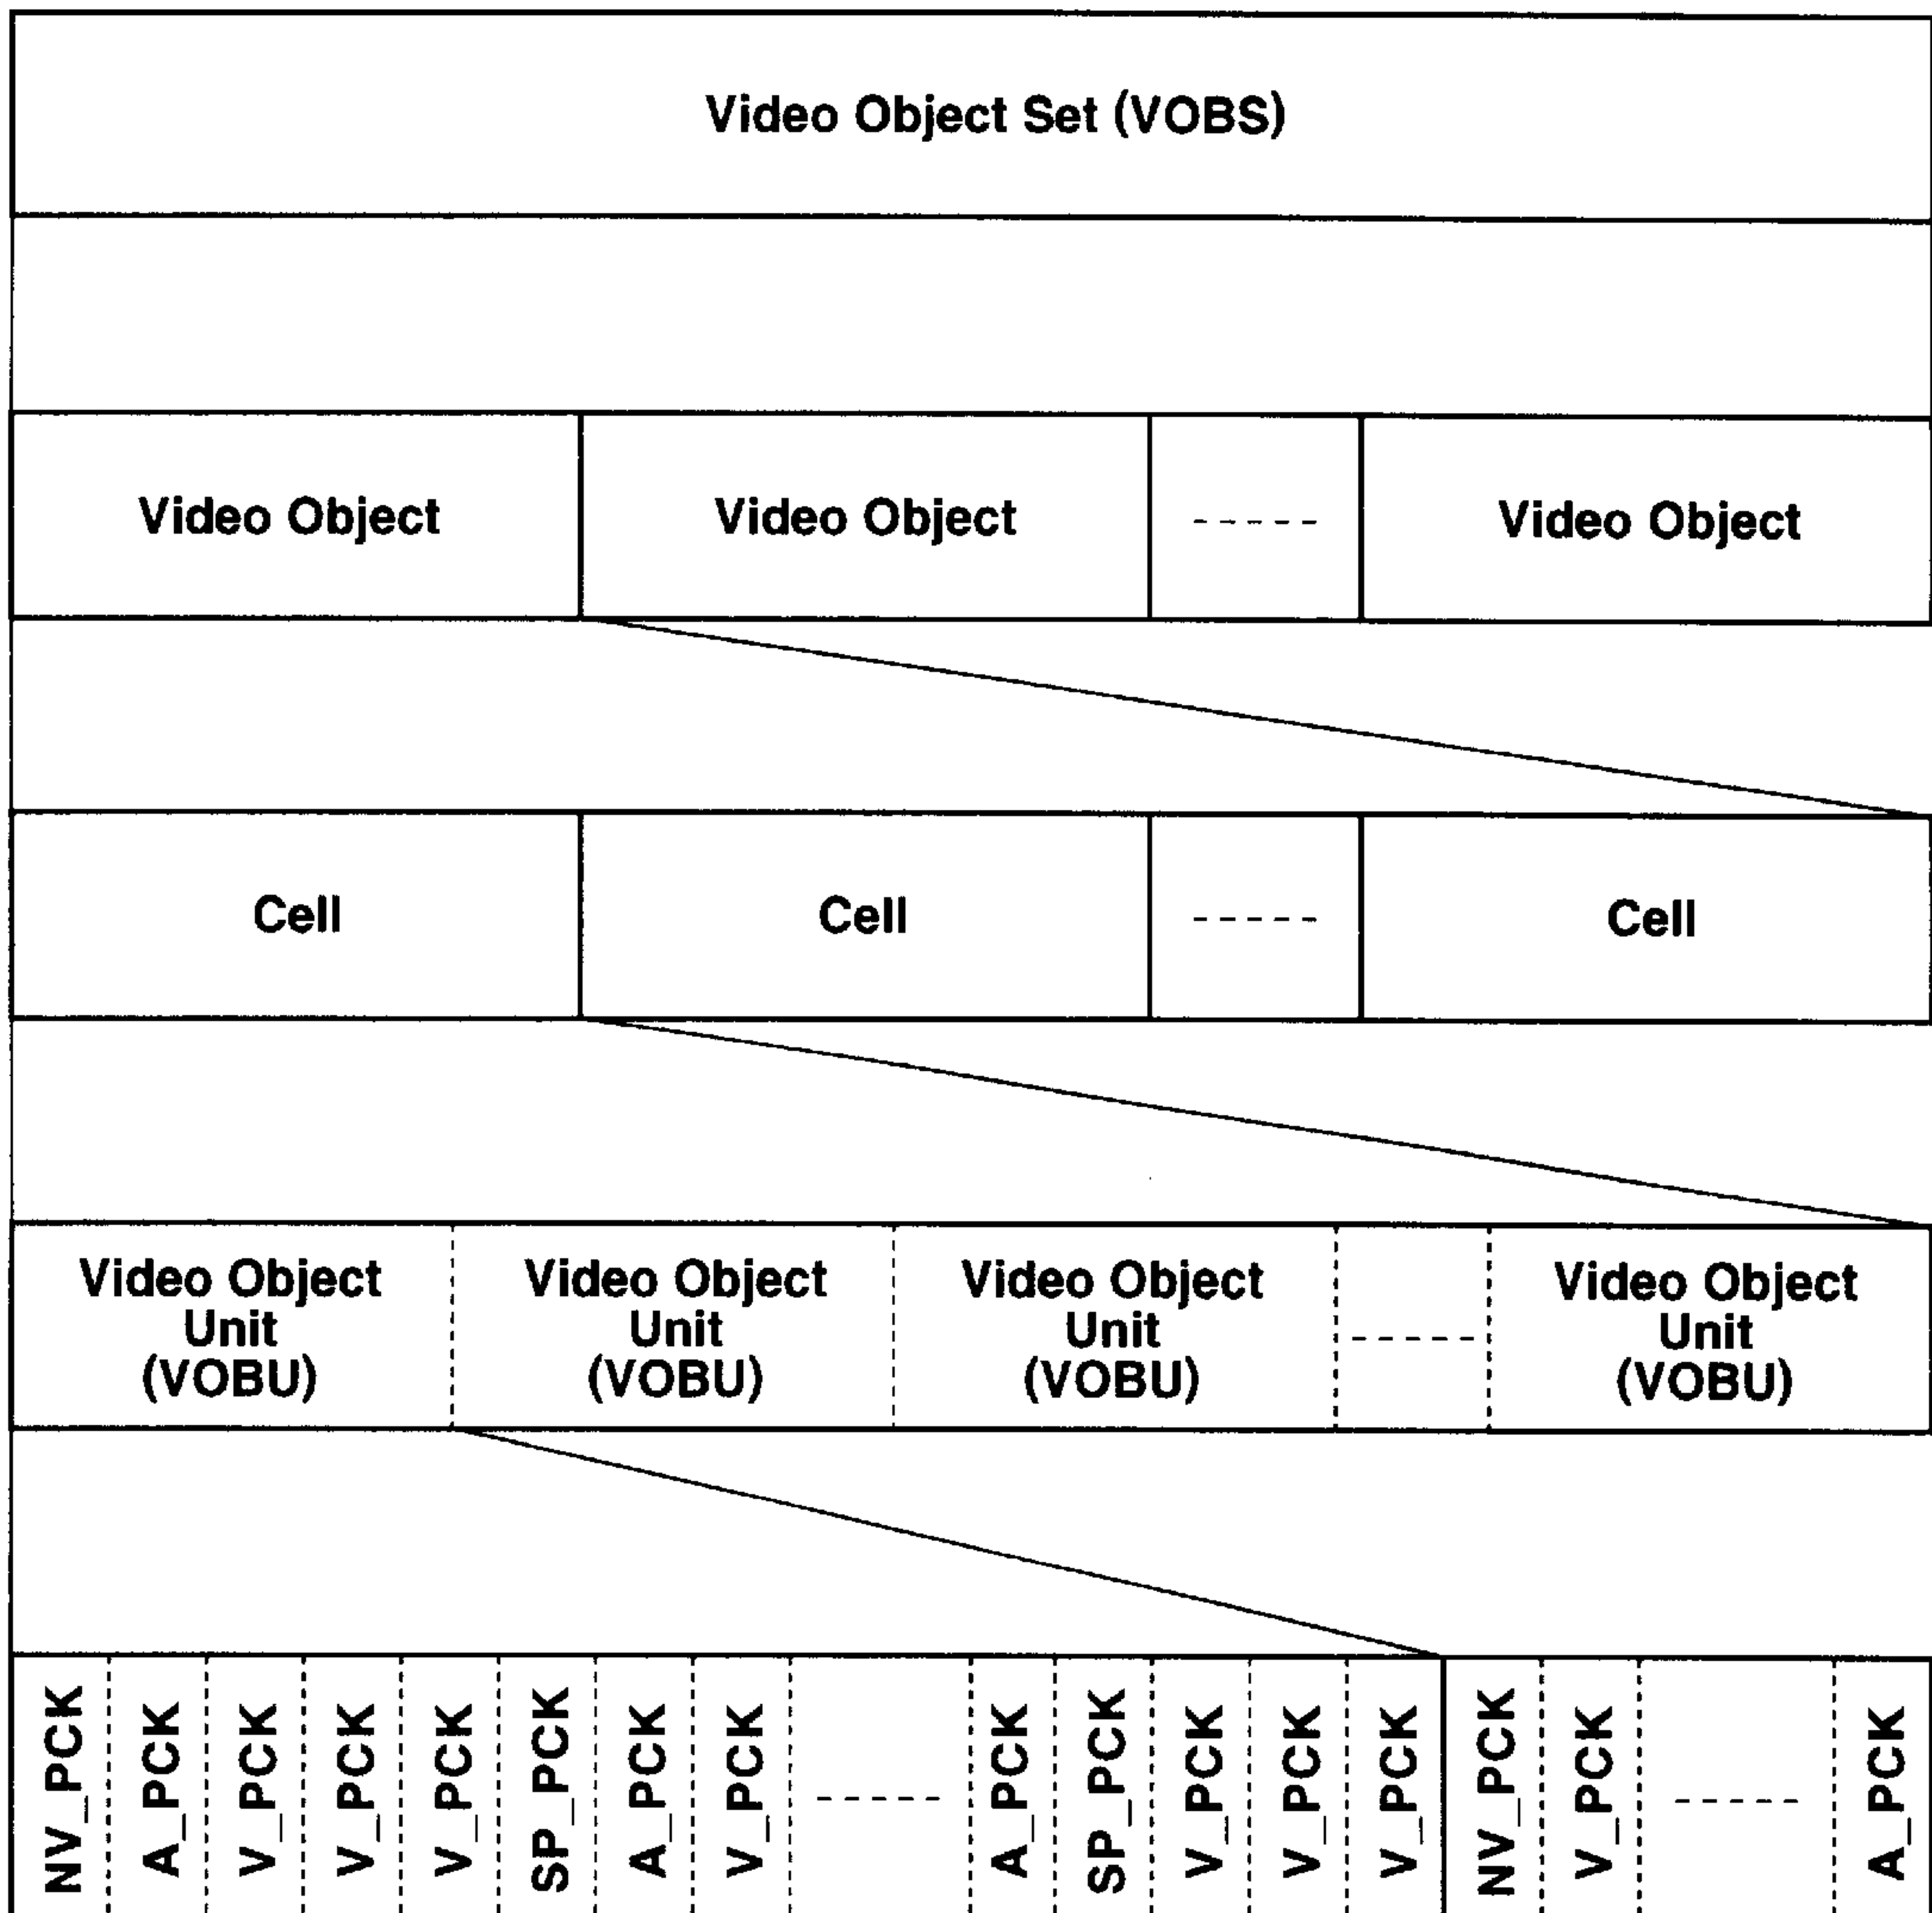 Video Object Set (VOBS)
Video Object
Video Object
-----
Video Object
Cell
Cell
-----
Cell
Video Object
Unit
(VOBU)
Video Object
Unit
(VOBU)
Video Object
Unit
(VOBU)
-----
Video Object
Unit
(VOBU)
NV_PCK
A_PCK
V_PCK
V_PCK
V_PCK
SP_PCK
A_PCK
V_PCK
-----
A_PCK
SP_PCK
V_PCK
V_PCK
V_PCK
NV_PCK
V_PCK
-----
A_PCK